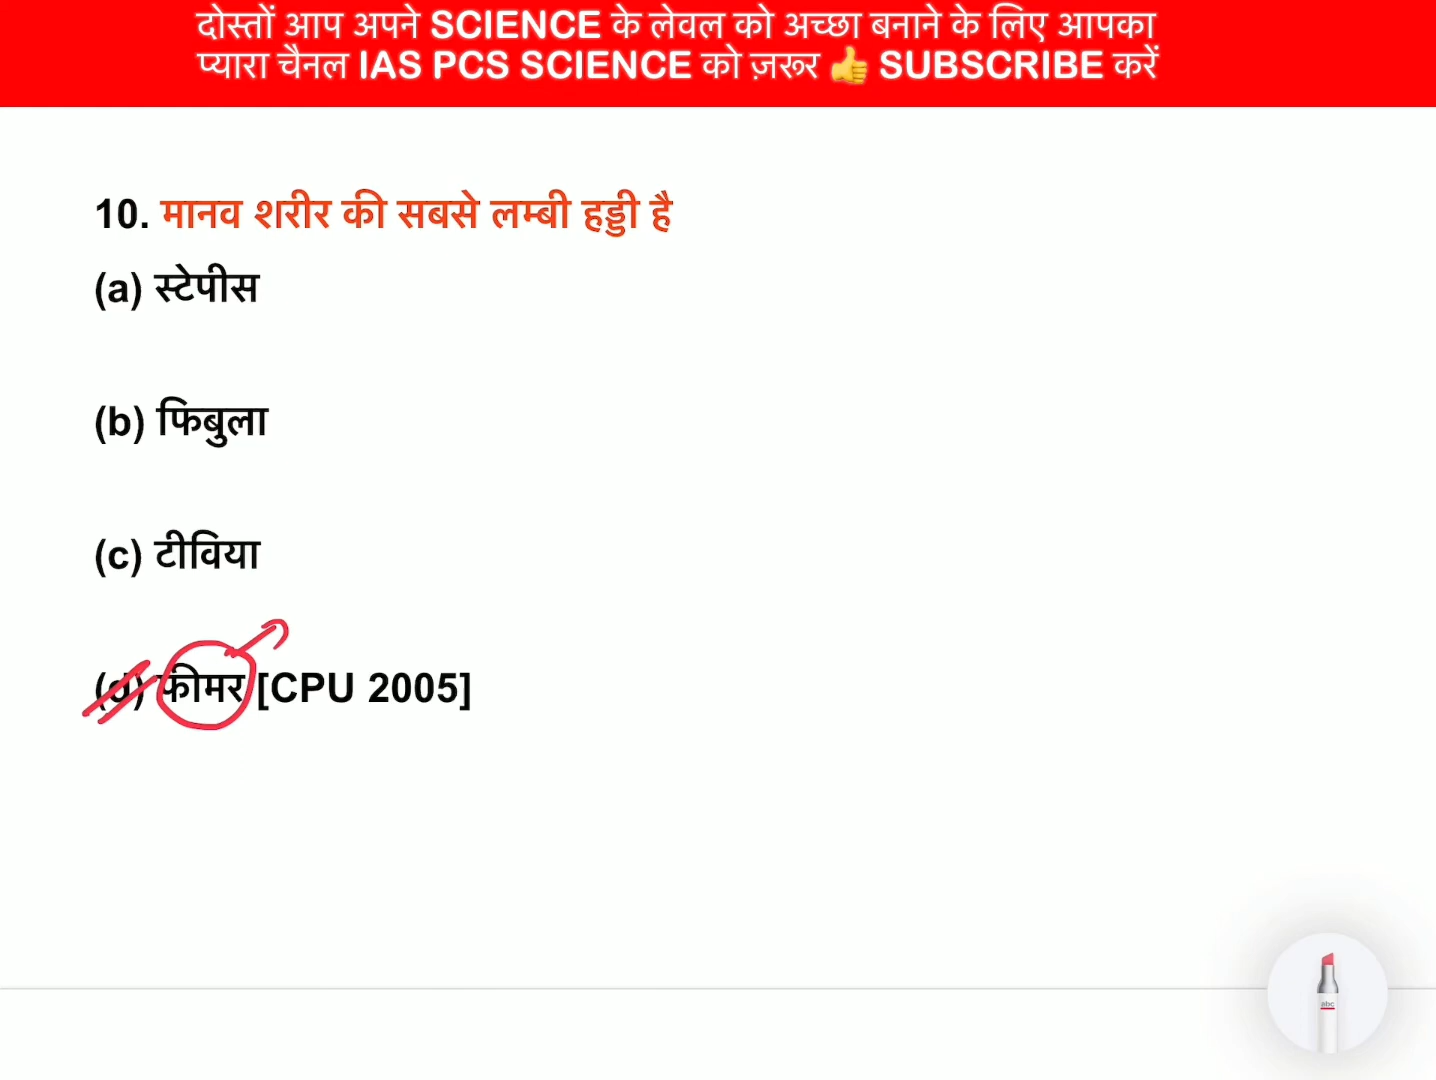 दोस्तों आप अपने SCIENCE के लेवल को अच्छा बनाने के लिए आपका
प्यारा चैनल IAS PCS SCIENCE को ज़रूर 👍 SUBSCRIBE करें
10. मानव शरीर की सबसे लम्बी हड्डी है
(a) स्टेपीस
(b) फिबुला
(c) टीविया
(d) फीमर [CPU 2005]
abc